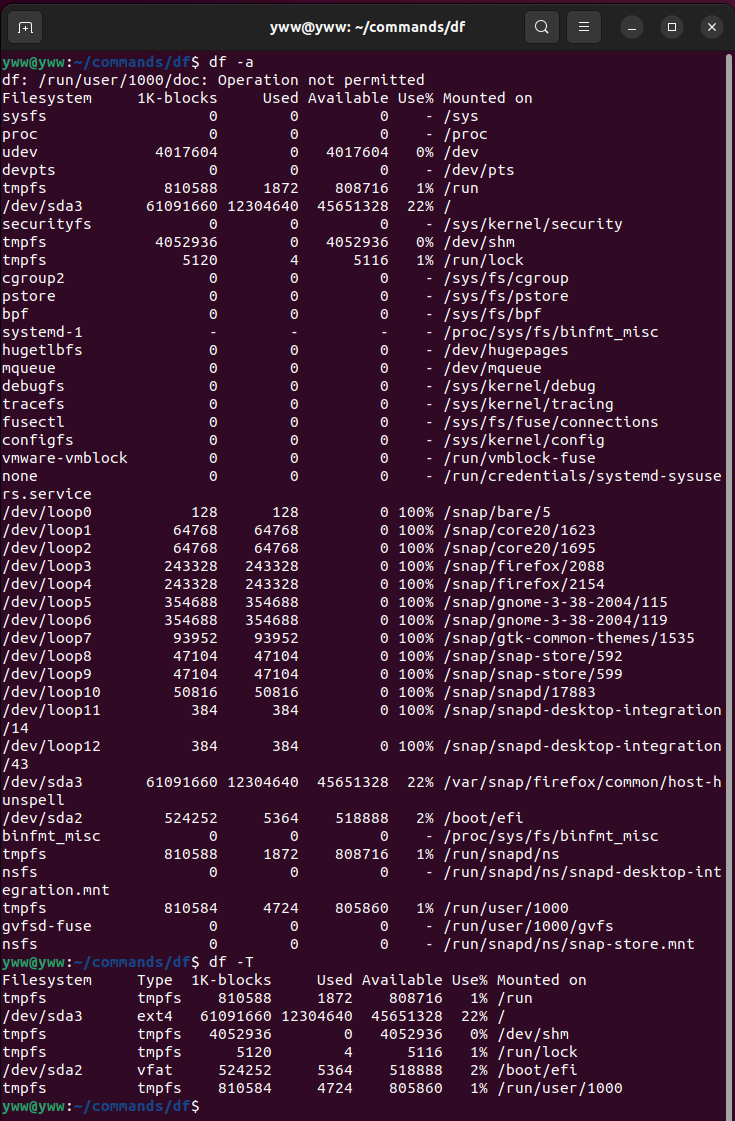 yww@yww: ~/commands/df
yww@yww:~/commands/df$ df -a
df: /run/user/1000/doc: Operation not permitted
Filesystem     1K-blocks     Used Available Use% Mounted on
sysfs                  0        0         0    - /sys
proc                   0        0         0    - /proc
udev             4017604        0   4017604   0% /dev
devpts                 0        0         0    - /dev/pts
tmpfs             810588     1872    808716   1% /run
/dev/sda3       61091660 12304640  45651328  22% /
securityfs             0        0         0    - /sys/kernel/security
tmpfs            4052936        0   4052936   0% /dev/shm
tmpfs               5120        4      5116   1% /run/lock
cgroup2                0        0         0    - /sys/fs/cgroup
pstore                 0        0         0    - /sys/fs/pstore
bpf                    0        0         0    - /sys/fs/bpf
systemd-1              -        -         -    - /proc/sys/fs/binfmt_misc
hugetlbfs              0        0         0    - /dev/hugepages
mqueue                 0        0         0    - /dev/mqueue
debugfs                0        0         0    - /sys/kernel/debug
tracefs                0        0         0    - /sys/kernel/tracing
fusectl                0        0         0    - /sys/fs/fuse/connections
configfs               0        0         0    - /sys/kernel/config
vmware-vmblock         0        0         0    - /run/vmblock-fuse
none                   0        0         0    - /run/credentials/systemd-sysuse
rs.service
/dev/loop0           128      128         0 100% /snap/bare/5
/dev/loop1         64768    64768         0 100% /snap/core20/1623
/dev/loop2         64768    64768         0 100% /snap/core20/1695
/dev/loop3        243328   243328         0 100% /snap/firefox/2088
/dev/loop4        243328   243328         0 100% /snap/firefox/2154
/dev/loop5        354688   354688         0 100% /snap/gnome-3-38-2004/115
/dev/loop6        354688   354688         0 100% /snap/gnome-3-38-2004/119
/dev/loop7         93952    93952         0 100% /snap/gtk-common-themes/1535
/dev/loop8         47104    47104         0 100% /snap/snap-store/592
/dev/loop9         47104    47104         0 100% /snap/snap-store/599
/dev/loop10        50816    50816         0 100% /snap/snapd/17883
/dev/loop11          384      384         0 100% /snap/snapd-desktop-integration
/14
/dev/loop12          384      384         0 100% /snap/snapd-desktop-integration
/43
/dev/sda3       61091660 12304640  45651328  22% /var/snap/firefox/common/host-h
unspell
/dev/sda2         524252     5364    518888   2% /boot/efi
binfmt_misc            0        0         0    - /proc/sys/fs/binfmt_misc
tmpfs             810588     1872    808716   1% /run/snapd/ns
nsfs                   0        0         0    - /run/snapd/ns/snapd-desktop-int
egration.mnt
tmpfs             810584     4724    805860   1% /run/user/1000
gvfsd-fuse             0        0         0    - /run/user/1000/gvfs
nsfs                   0        0         0    - /run/snapd/ns/snap-store.mnt
yww@yww:~/commands/df$ df -T
Filesystem     Type  1K-blocks     Used Available Use% Mounted on
tmpfs          tmpfs    810588     1872    808716   1% /run
/dev/sda3      ext4   61091660 12304640  45651328  22% /
tmpfs          tmpfs   4052936        0   4052936   0% /dev/shm
tmpfs          tmpfs      5120        4      5116   1% /run/lock
/dev/sda2      vfat     524252     5364    518888   2% /boot/efi
tmpfs          tmpfs    810584     4724    805860   1% /run/user/1000
yww@yww:~/commands/df$